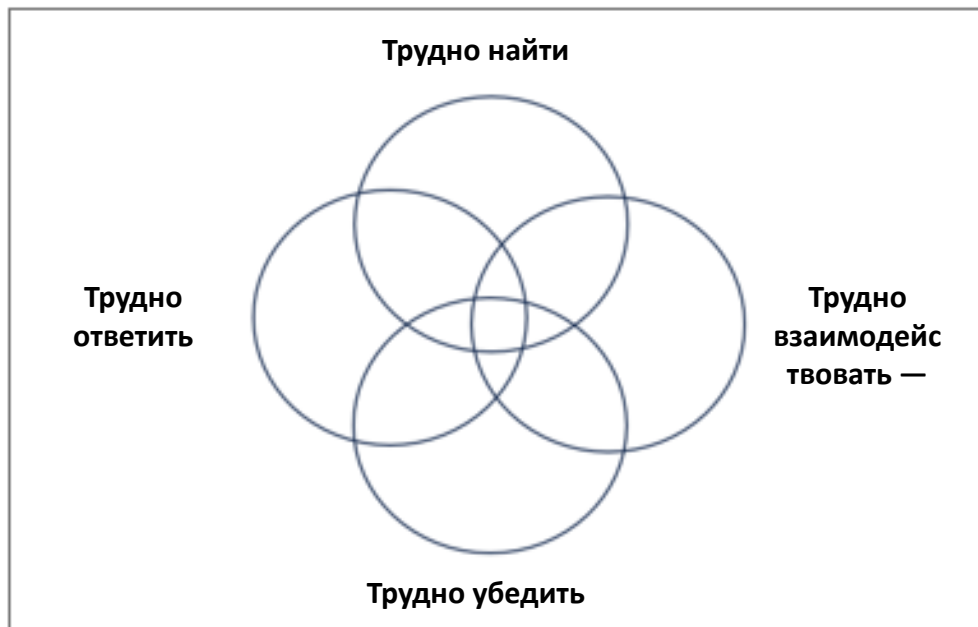 Трудно найти
Трудно
ответить
Трудно
взаимодейс
твовать —
Трудно убедить